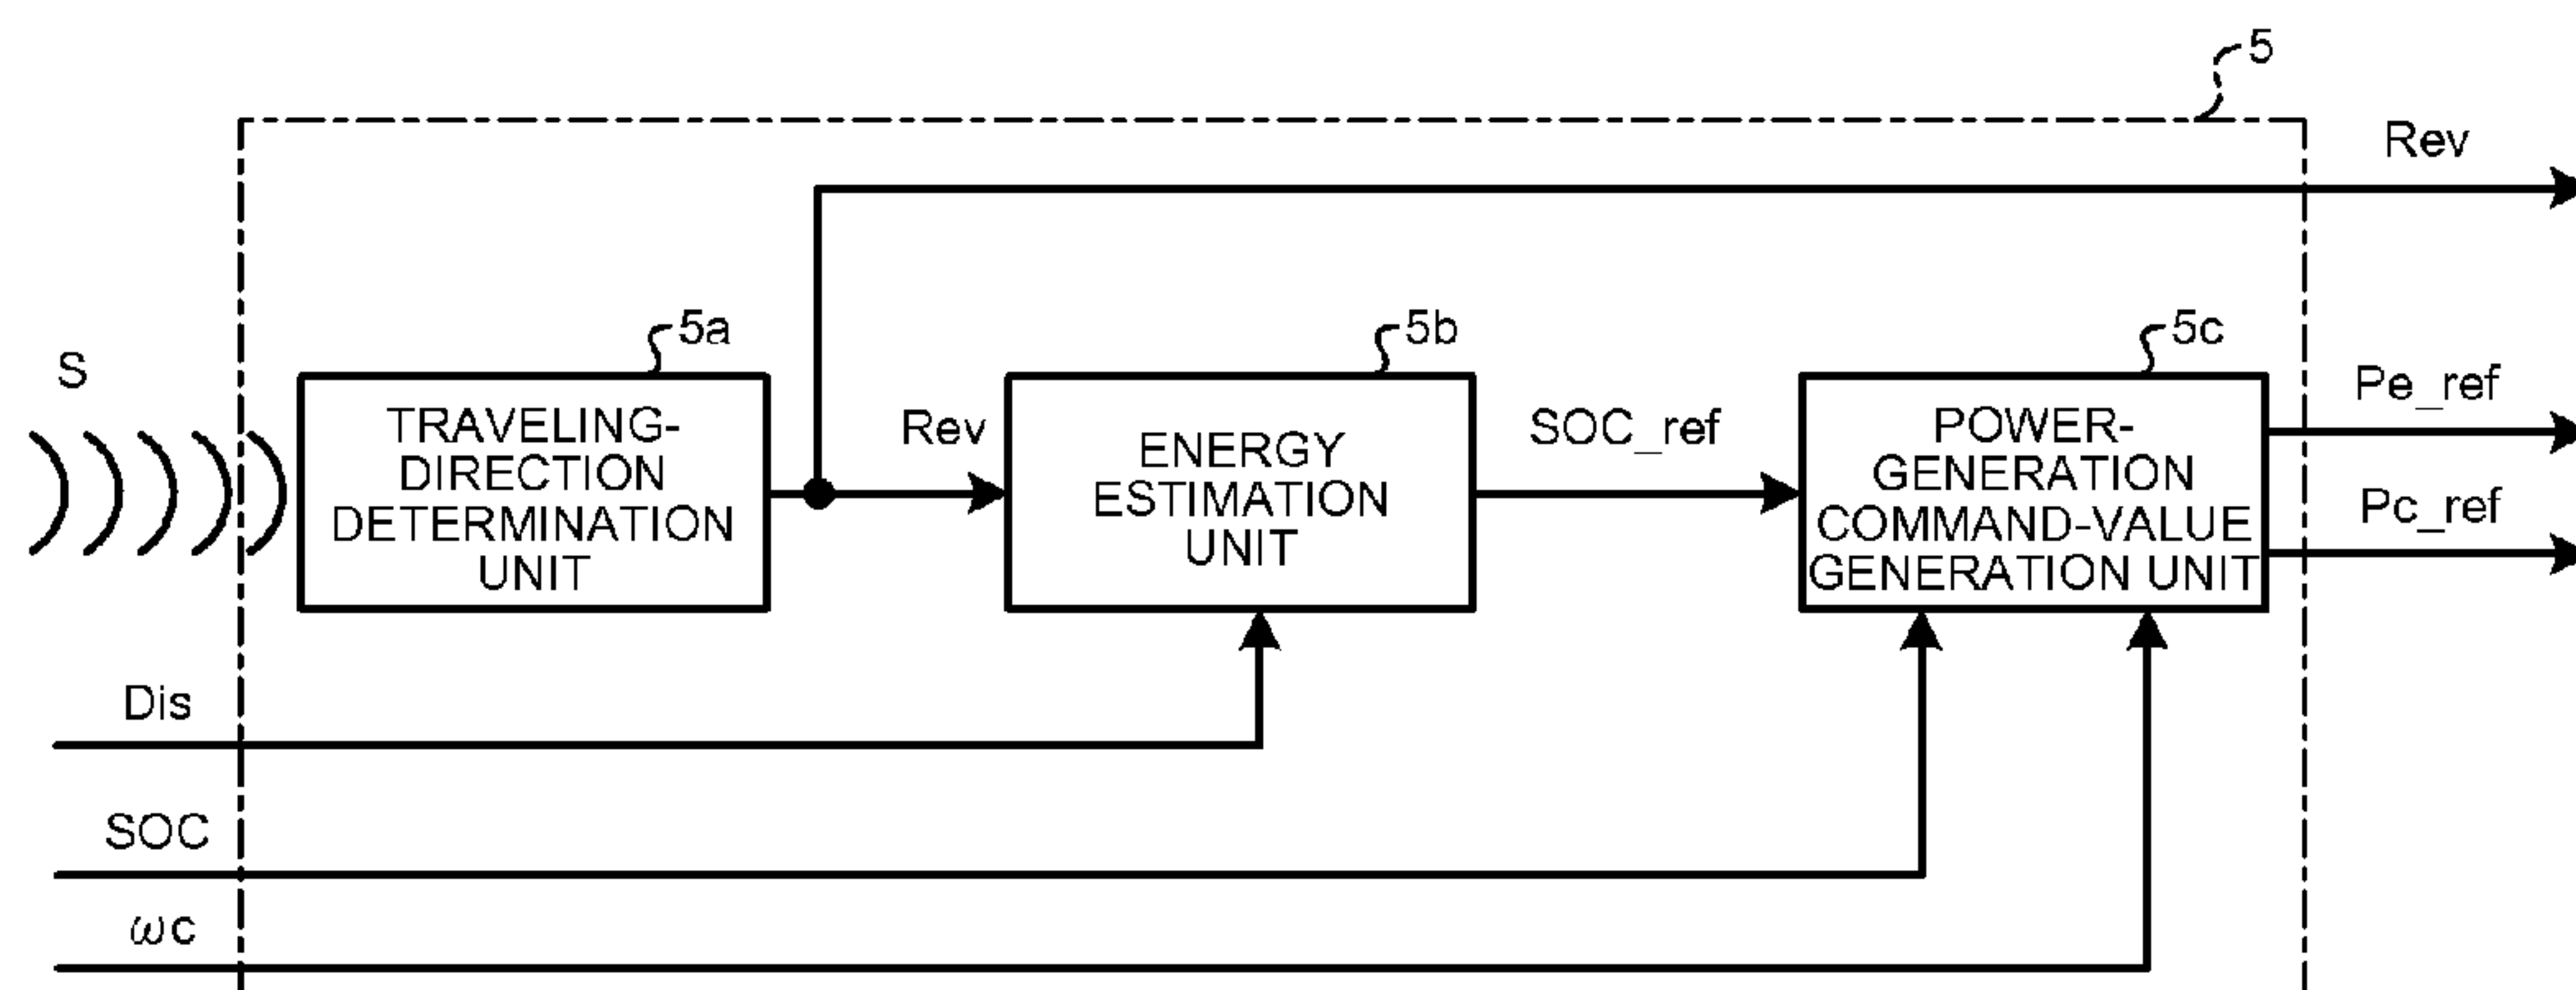 5
Rev
5a
5b
5c
S
TRAVELING-
DIRECTION
DETERMINATION
UNIT
Rev
ENERGY
ESTIMATION
UNIT
SOC_ref
POWER-
GENERATION
COMMAND-VALUE
GENERATION UNIT
Pe_ref
Pc_ref
Dis
SOC
ωc